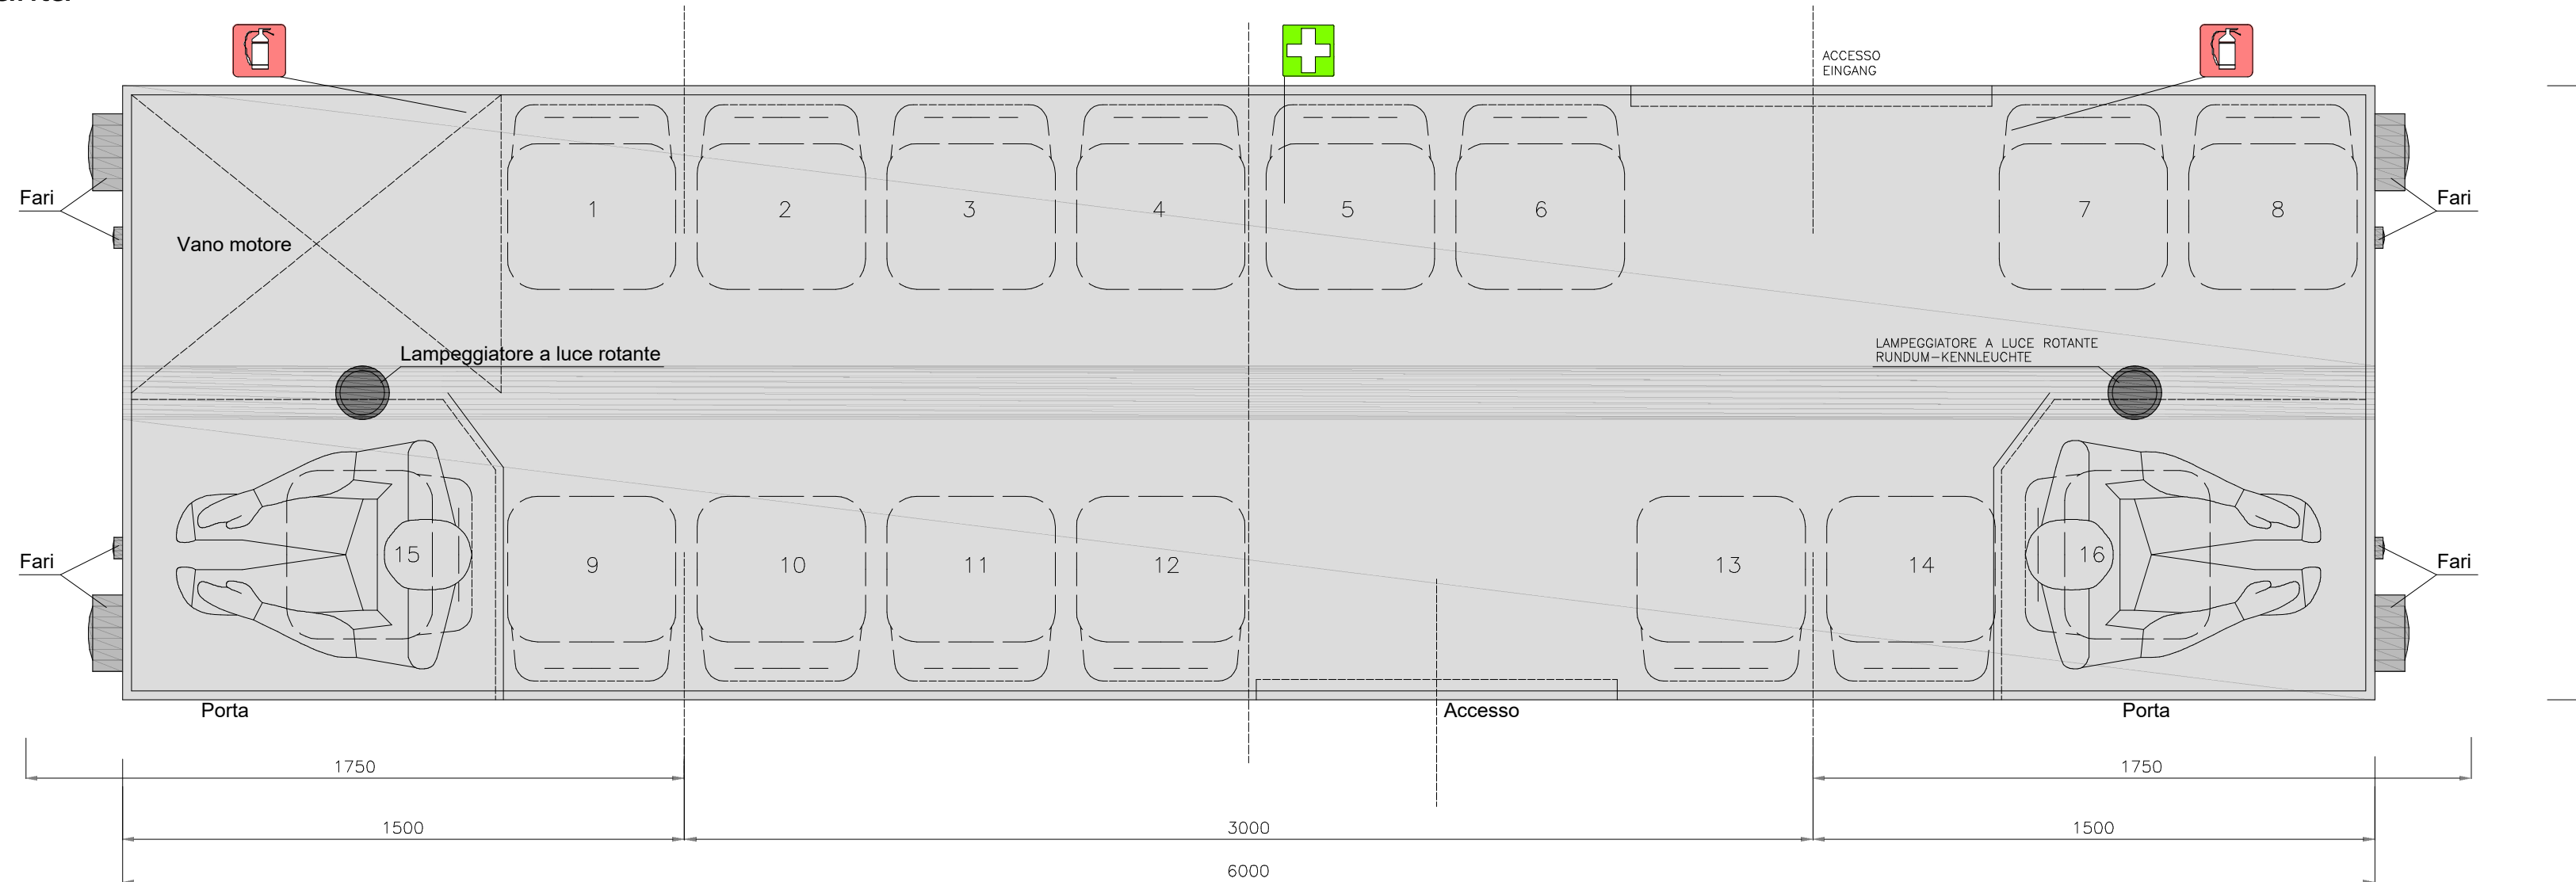 ACCESSO
EINGANG
Fari
Fari
1
2
3
4
5
6
7
8
Vano motore
Lampeggiatore a luce rotante
LAMPEGGIATORE A LUCE ROTANTE
RUNDUM-KENNLEUCHTE
15
9
10
11
12
13
14
16
Fari
Fari
Porta
Accesso
Porta
1750
1750
1500
3000
1500
6000